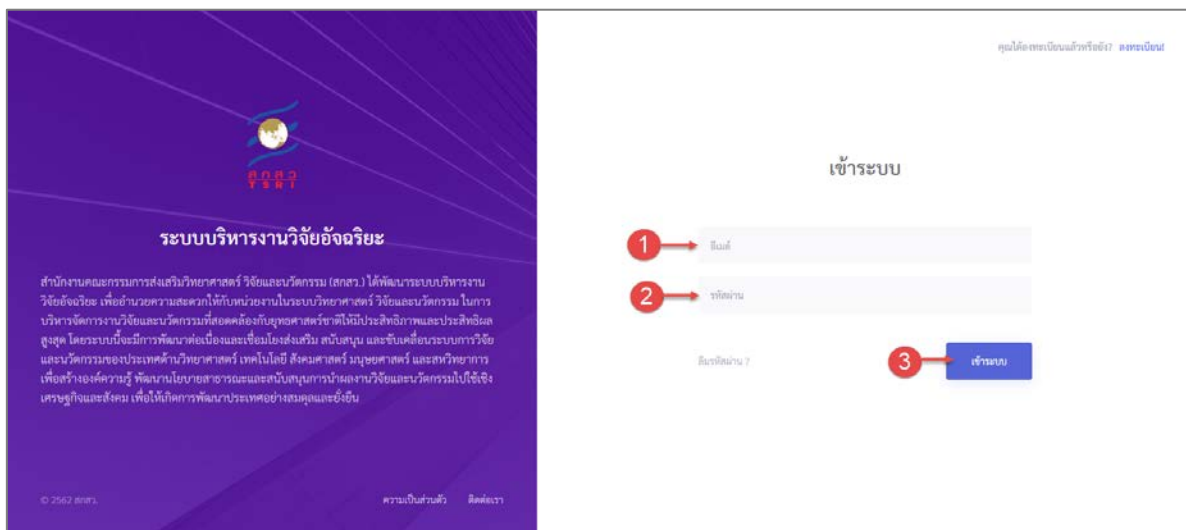 คุณได้ลงทะเบียนแล้วหรือยัง? ลงทะเบียน!
สกสว
TSRI
ระบบบริหารงานวิจัยอัจฉริยะ
สำนักงานคณะกรรมการส่งเสริมวิทยาศาสตร์ วิจัยและนวัตกรรม (สกสว.) ได้พัฒนาระบบบริหารงาน
วิจัยอัจฉริยะ เพื่ออำนวยความสะดวกให้กับหน่วยงานในระบบวิทยาศาสตร์ วิจัยและนวัตกรรม ในการ
บริหารจัดการงานวิจัยและนวัตกรรมที่สอดคล้องกับยุทธศาสตร์ชาติให้มีประสิทธิภาพและประสิทธิผล
สูงสุด โดยระบบนี้จะมีการพัฒนาต่อเนื่องและเชื่อมโยงส่งเสริม สนับสนุน และขับเคลื่อนระบบการวิจัย
และนวัตกรรมของประเทศด้านวิทยาศาสตร์ เทคโนโลยี สังคมศาสตร์ มนุษยศาสตร์ และสหวิทยาการ
เพื่อสร้างองค์ความรู้ พัฒนานโยบายสาธารณะและสนับสนุนการนำผลงานวิจัยและนวัตกรรมไปใช้เชิง
เศรษฐกิจและสังคม เพื่อให้เกิดการพัฒนาประเทศอย่างสมดุลและยั่งยืน
© 2562 สกสว.
ความเป็นส่วนตัว ติดต่อเรา
เข้าระบบ
1 อีเมล์
2 รหัสผ่าน
ลืมรหัสผ่าน ?
3 เข้าระบบ